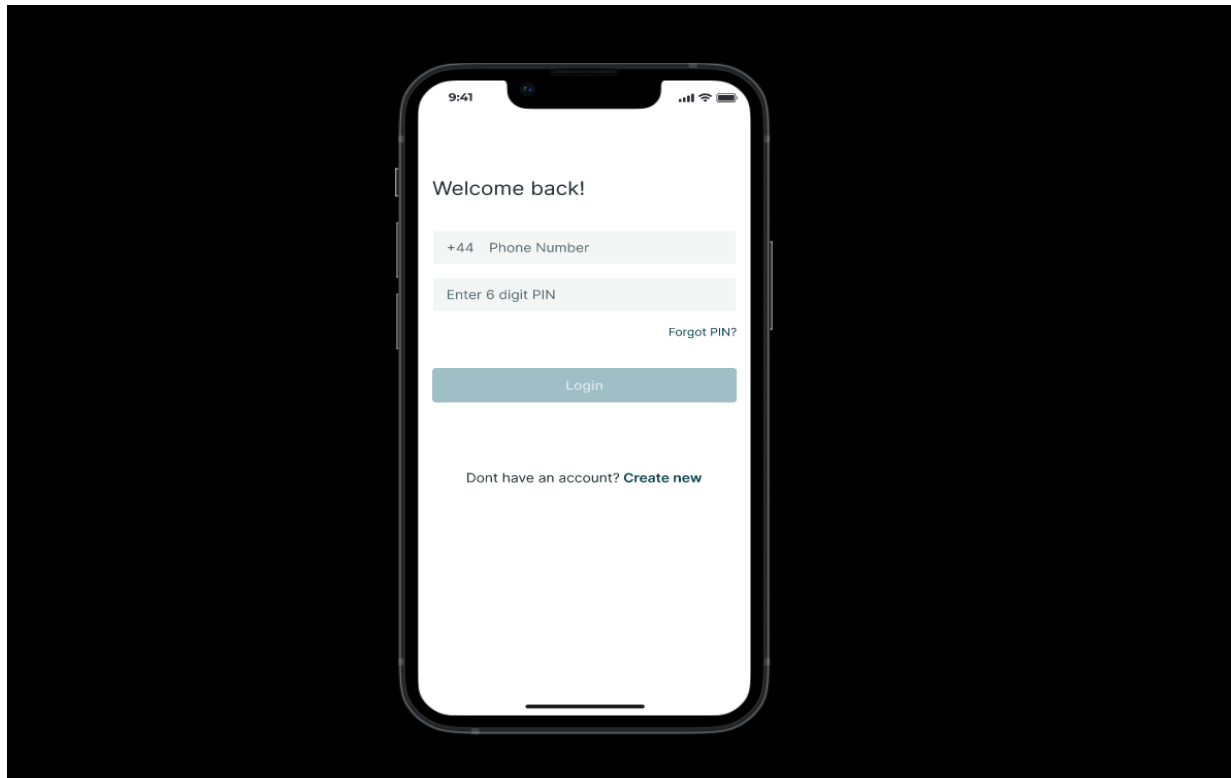 9:41
Welcome back!
+44 Phone Number
Enter 6 digit PIN
Forgot PIN?
Login
Dont have an account? Create new